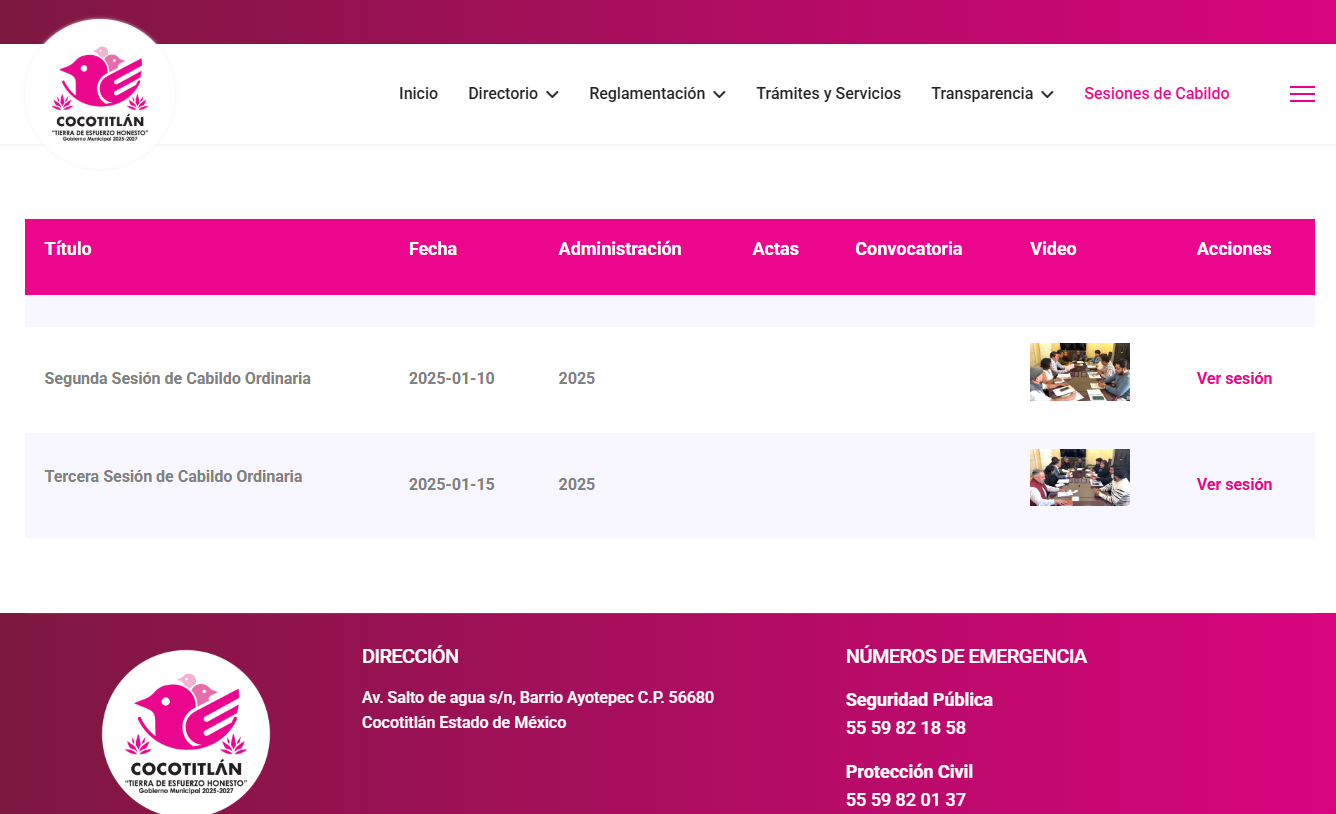 COCOTITLÁN
"TIERRA DE ESFUERZO HONESTO"
Gobierno Municipal 2025-2027
Inicio
Directorio
Reglamentación
Trámites y Servicios
Transparencia
Sesiones de Cabildo
Título Fecha Administración Actas Convocatoria Video Acciones
Segunda Sesión de Cabildo Ordinaria 2025-01-10 2025 Ver sesión
Tercera Sesión de Cabildo Ordinaria 2025-01-15 2025 Ver sesión
COCOTITLÁN
"TIERRA DE ESFUERZO HONESTO"
Gobierno Municipal 2025-2027
DIRECCIÓN
Av. Salto de agua s/n, Barrio Ayotepec C.P. 56680
Cocotitlán Estado de México
NÚMEROS DE EMERGENCIA
Seguridad Pública
55 59 82 18 58
Protección Civil
55 59 82 01 37